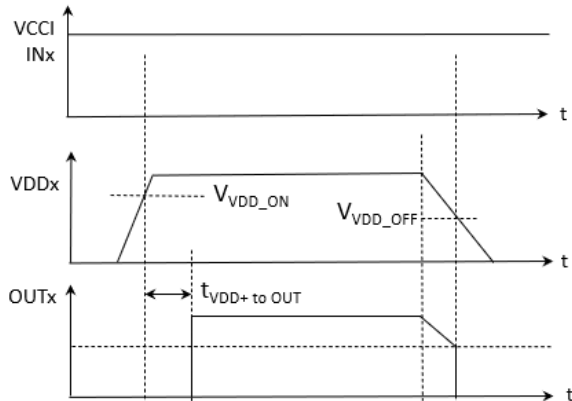 VCCI
INx
t
VDDx
V_VDD_ON
V_VDD_OFF
t
OUTx
t_VDD+ to OUT
t